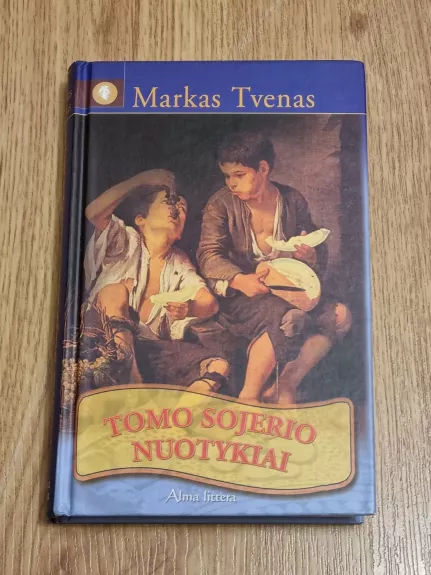 Markas Tvenas
TOMO SOJERIO
NUOTYKIAI
Alma littera